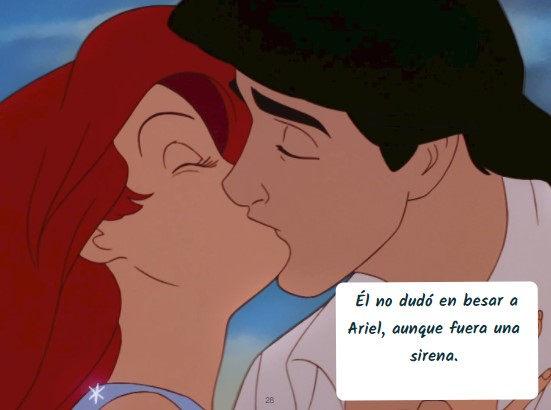 Él no dudó en besar a
Ariel, aunque fuera una
sirena.
28